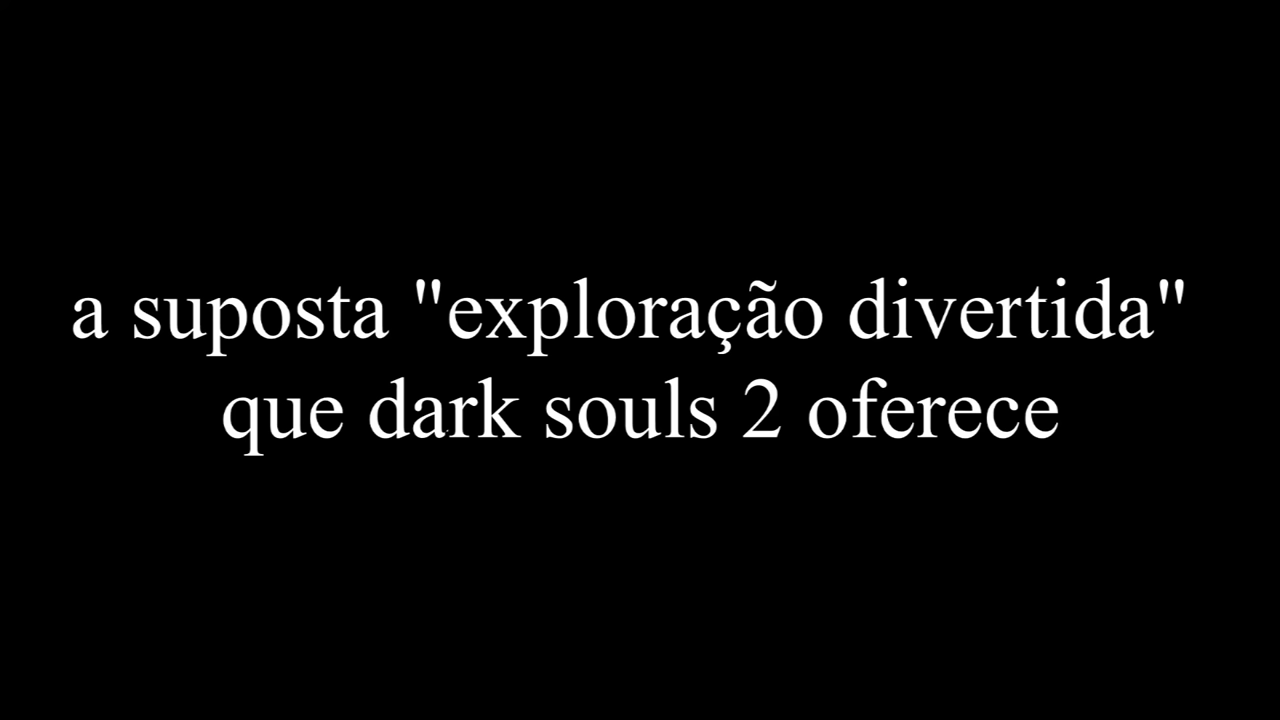 a suposta "exploração divertida"
que dark souls 2 oferece